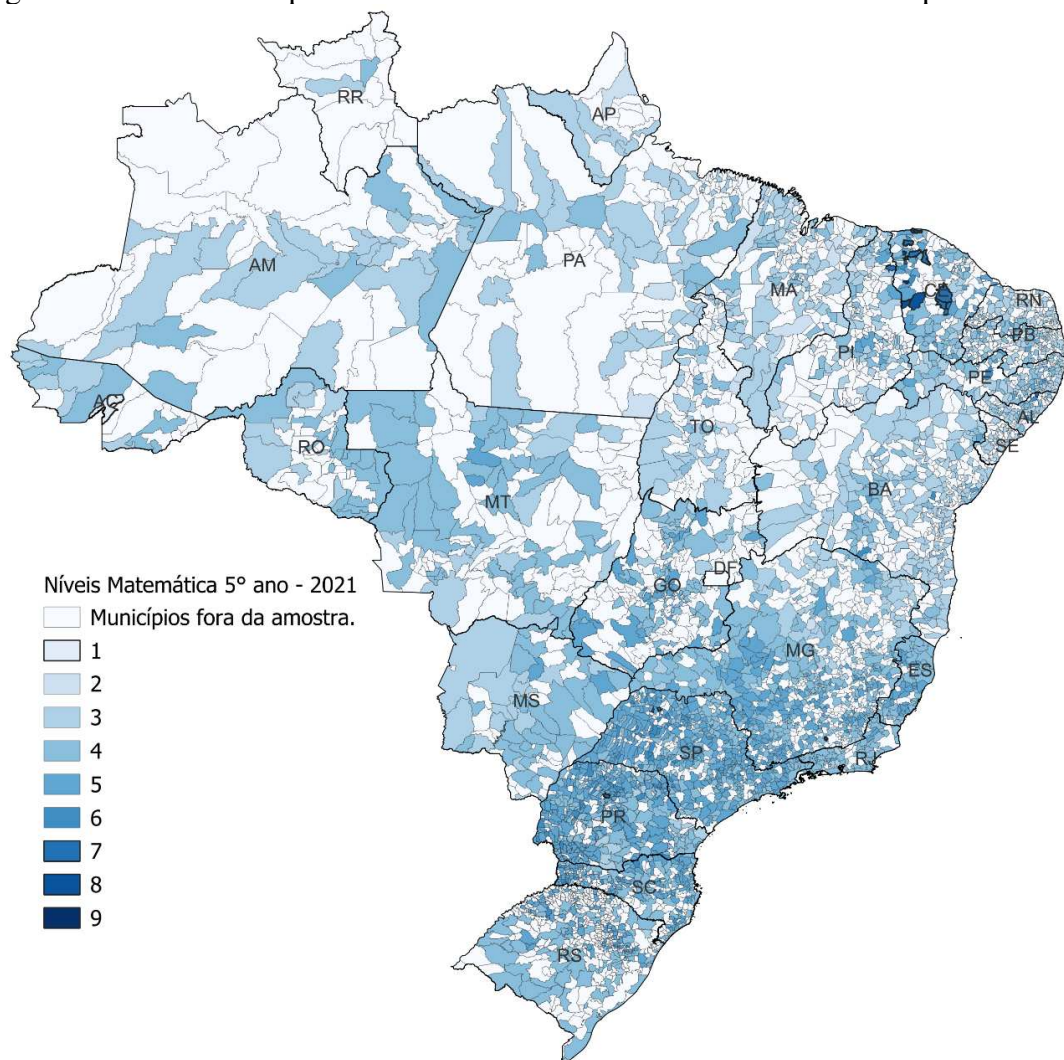 RR
AP
AM
PA
MA
CE
RN
PB
PI
PE
AC
AL
SE
TO
RO
BA
MT
DF
GO
Níveis Matemática 5° ano - 2021
Municípios fora da amostra.
1
2
3
4
5
6
7
8
9
MG
ES
MS
SP
RJ
PR
SC
RS